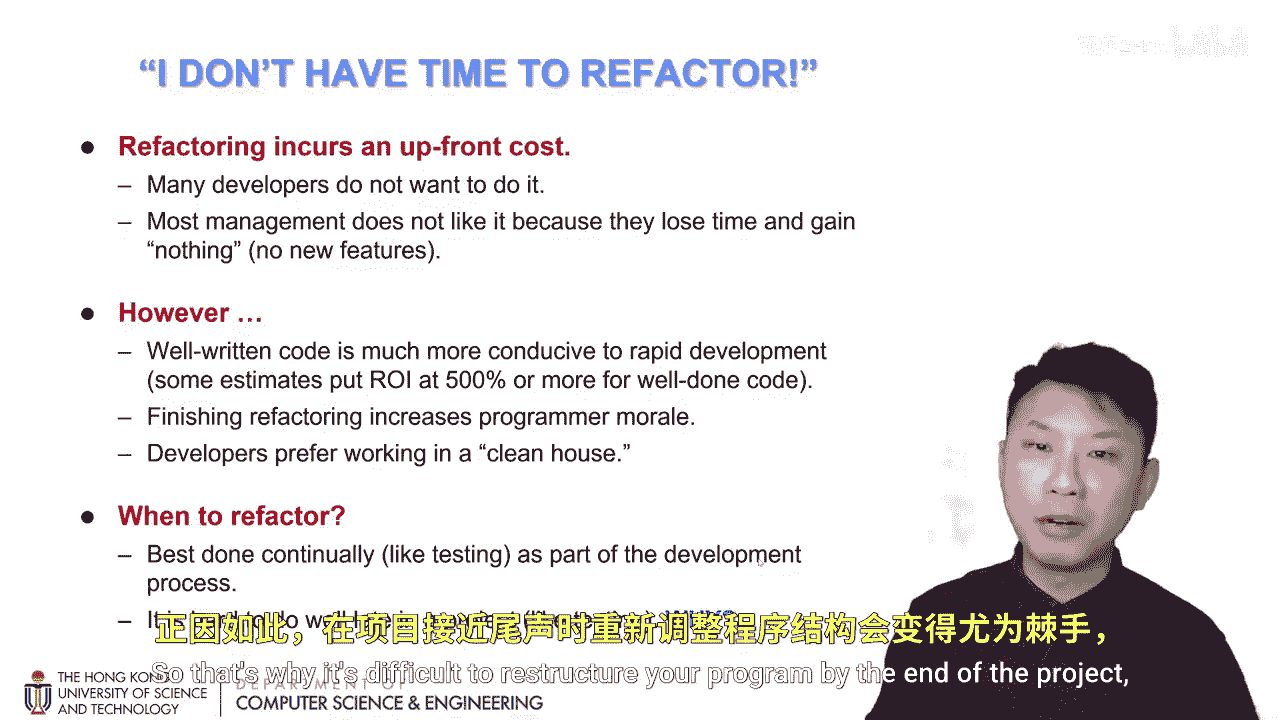 “I DON’T HAVE TIME TO REFACTOR!”
● Refactoring incurs an up-front cost.
– Many developers do not want to do it.
– Most management does not like it because they lose time and gain
“nothing” (no new features).
● However …
– Well-written code is much more conducive to rapid development
(some estimates put ROI at 500% or more for well-done code).
– Finishing refactoring increases programmer morale.
– Developers prefer working in a “clean house.”
● When to refactor?
– Best done continually (like testing) as part of the development
process.
正因如此，在项目接近尾声时重新调整程序结构会变得尤为棘手，
So that's why it's difficult to restructure your program by the end of the project,
THE HONG KONG
UNIVERSITY OF SCIENCE
AND TECHNOLOGY
DEPARTMENT OF
COMPUTER SCIENCE & ENGINEERING